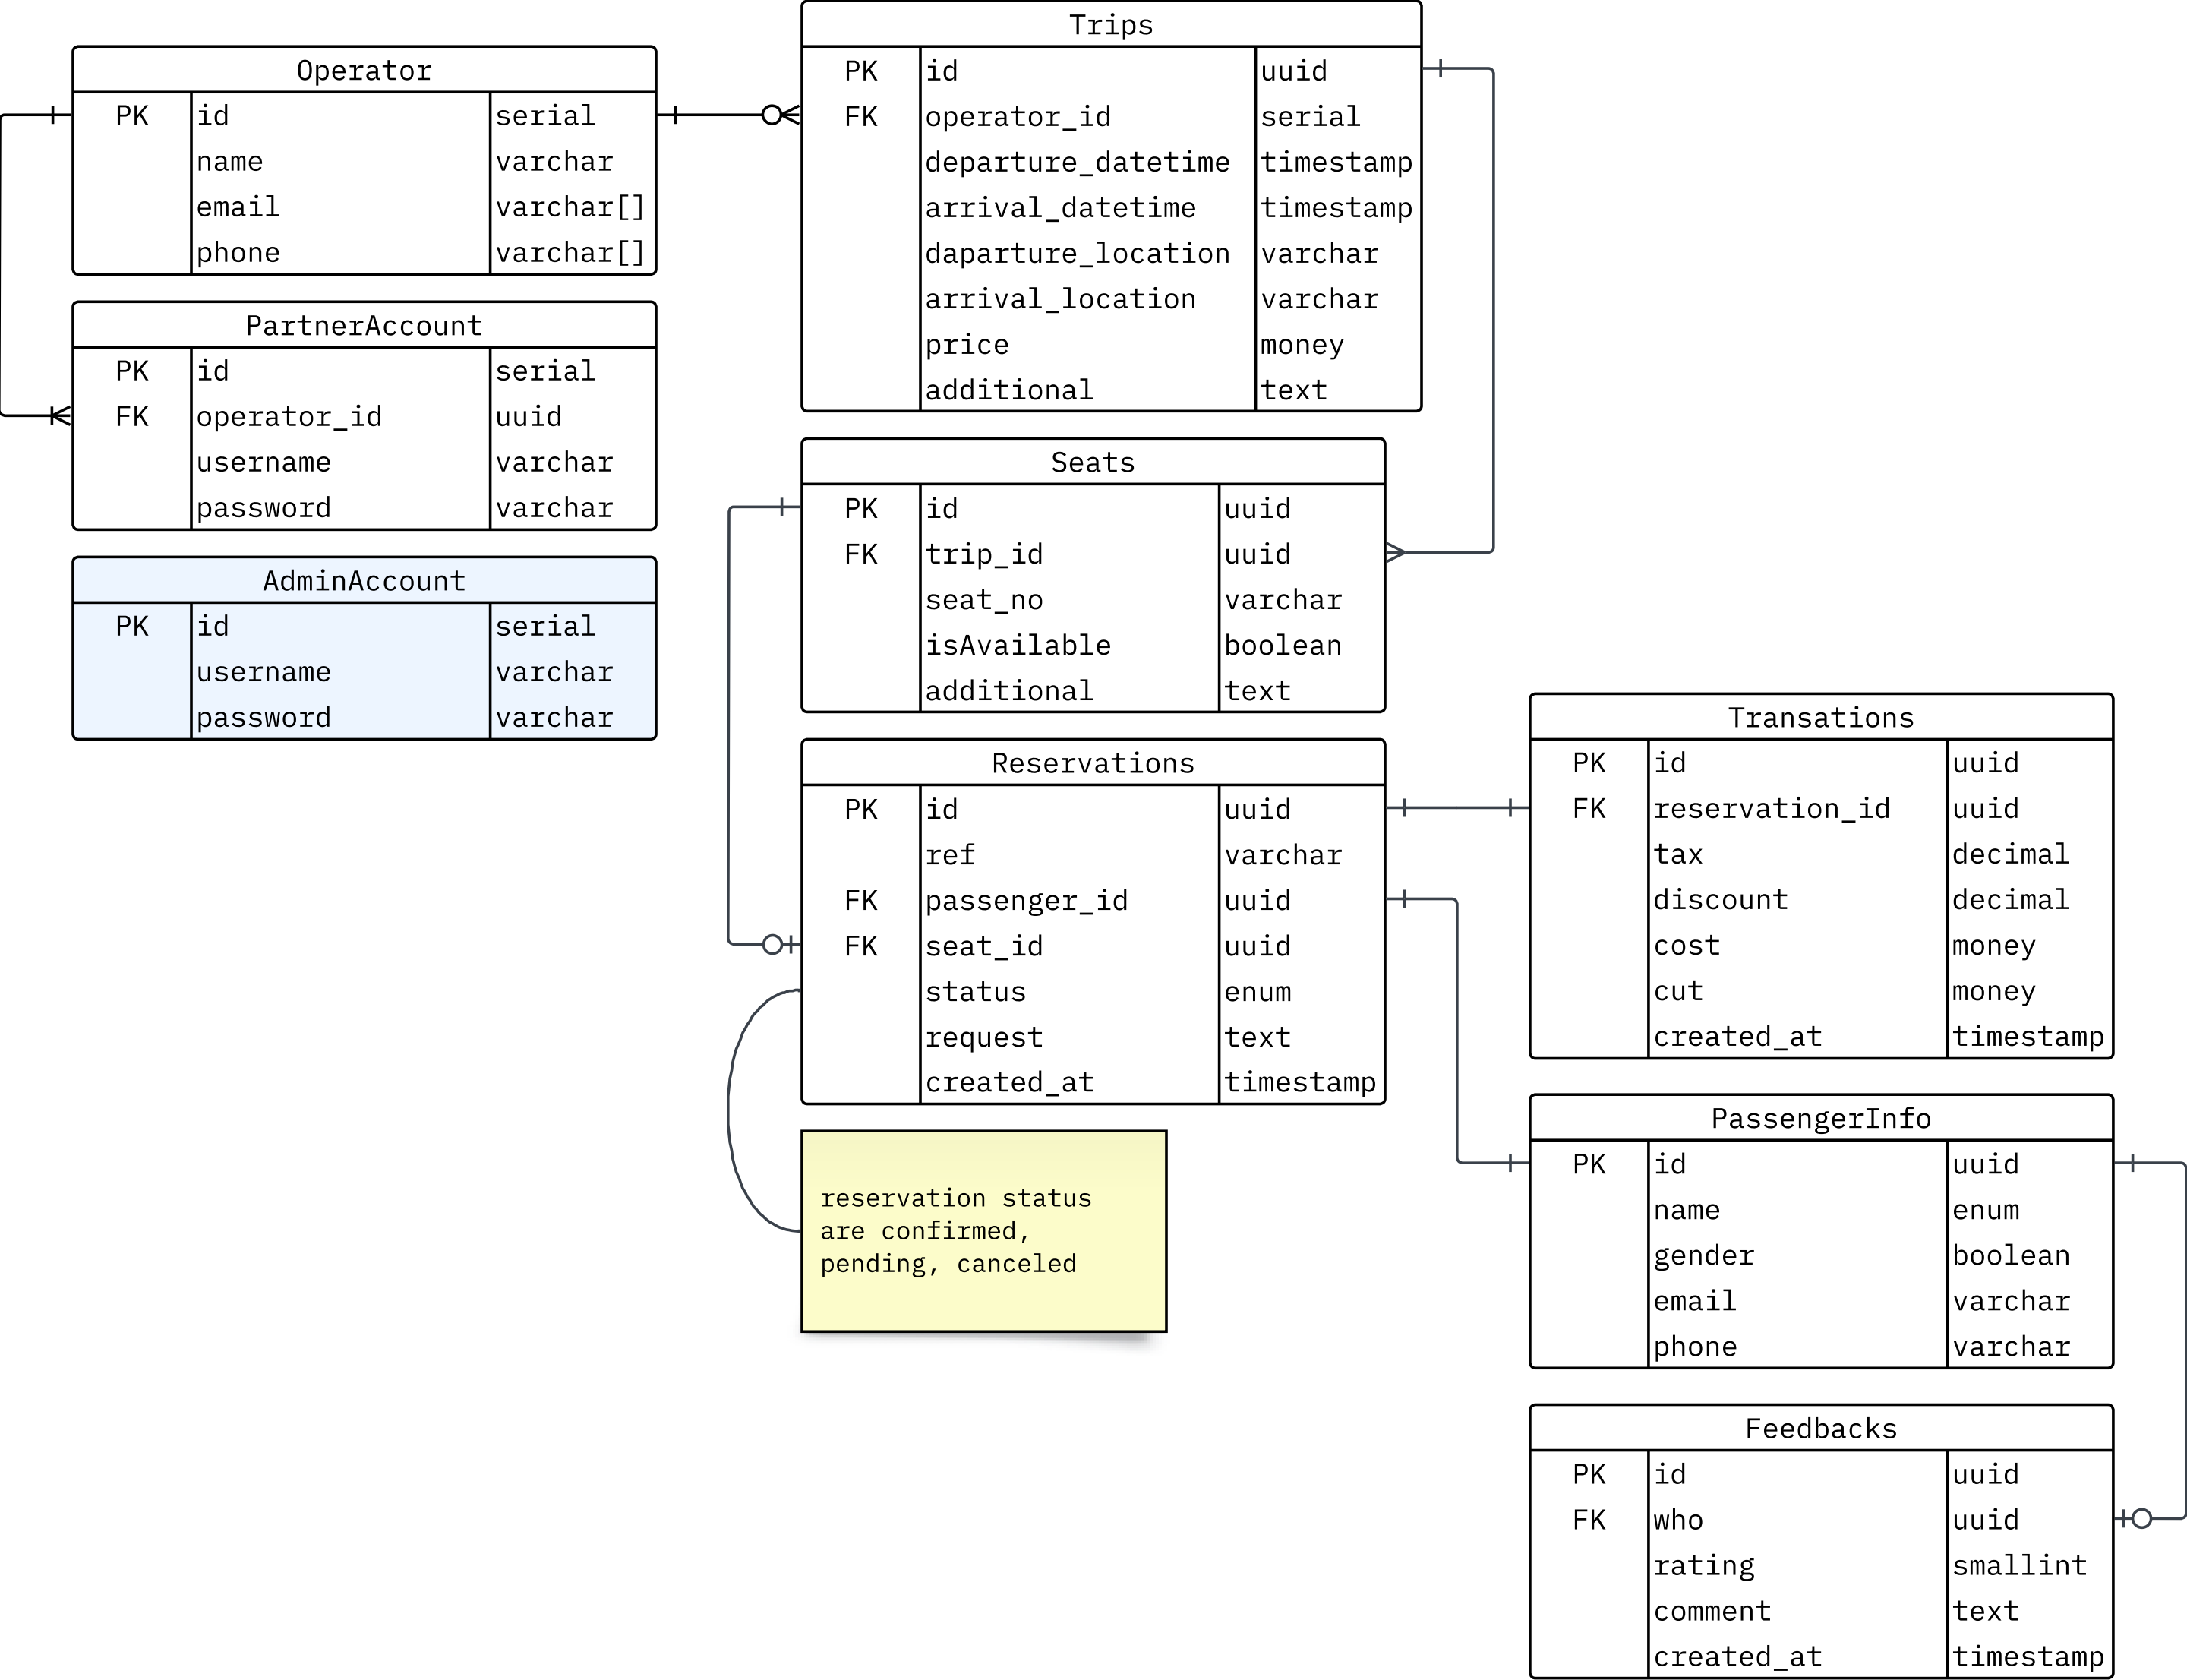 Operator
PK id serial
name varchar
email varchar[]
phone varchar[]
PartnerAccount
PK id serial
FK operator_id uuid
username varchar
password varchar
AdminAccount
PK id serial
username varchar
password varchar
Trips
PK id uuid
FK operator_id serial
departure_datetime timestamp
arrival_datetime timestamp
daparture_location varchar
arrival_location varchar
price money
additional text
Seats
PK id uuid
FK trip_id uuid
seat_no varchar
isAvailable boolean
additional text
Reservations
PK id uuid
ref varchar
FK passenger_id uuid
FK seat_id uuid
status enum
request text
created_at timestamp
reservation status
are confirmed,
pending, canceled
Transations
PK id uuid
FK reservation_id uuid
tax decimal
discount decimal
cost money
cut money
created_at timestamp
PassengerInfo
PK id uuid
name enum
gender boolean
email varchar
phone varchar
Feedbacks
PK id uuid
FK who uuid
rating smallint
comment text
created_at timestamp